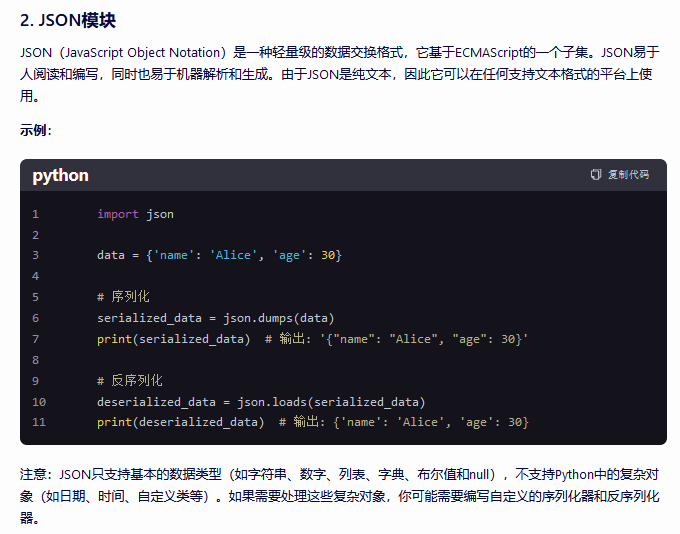 2. JSON模块
JSON（JavaScript Object Notation）是一种轻量级的数据交换格式，它基于ECMAScript的一个子集。JSON易于
人阅读和编写，同时也易于机器解析和生成。由于JSON是纯文本，因此它可以在任何支持文本格式的平台上使
用。
示例：
python 复制代码
1 import json
2
3 data = {'name': 'Alice', 'age': 30}
4
5 # 序列化
6 serialized_data = json.dumps(data)
7 print(serialized_data)  # 输出: '{"name": "Alice", "age": 30}'
8
9 # 反序列化
10 deserialized_data = json.loads(serialized_data)
11 print(deserialized_data)  # 输出: {'name': 'Alice', 'age': 30}
注意：JSON只支持基本的数据类型（如字符串、数字、列表、字典、布尔值和null），不支持Python中的复杂对
象（如日期、时间、自定义类等）。如果需要处理这些复杂对象，你可能需要编写自定义的序列化器和反序列化
器。